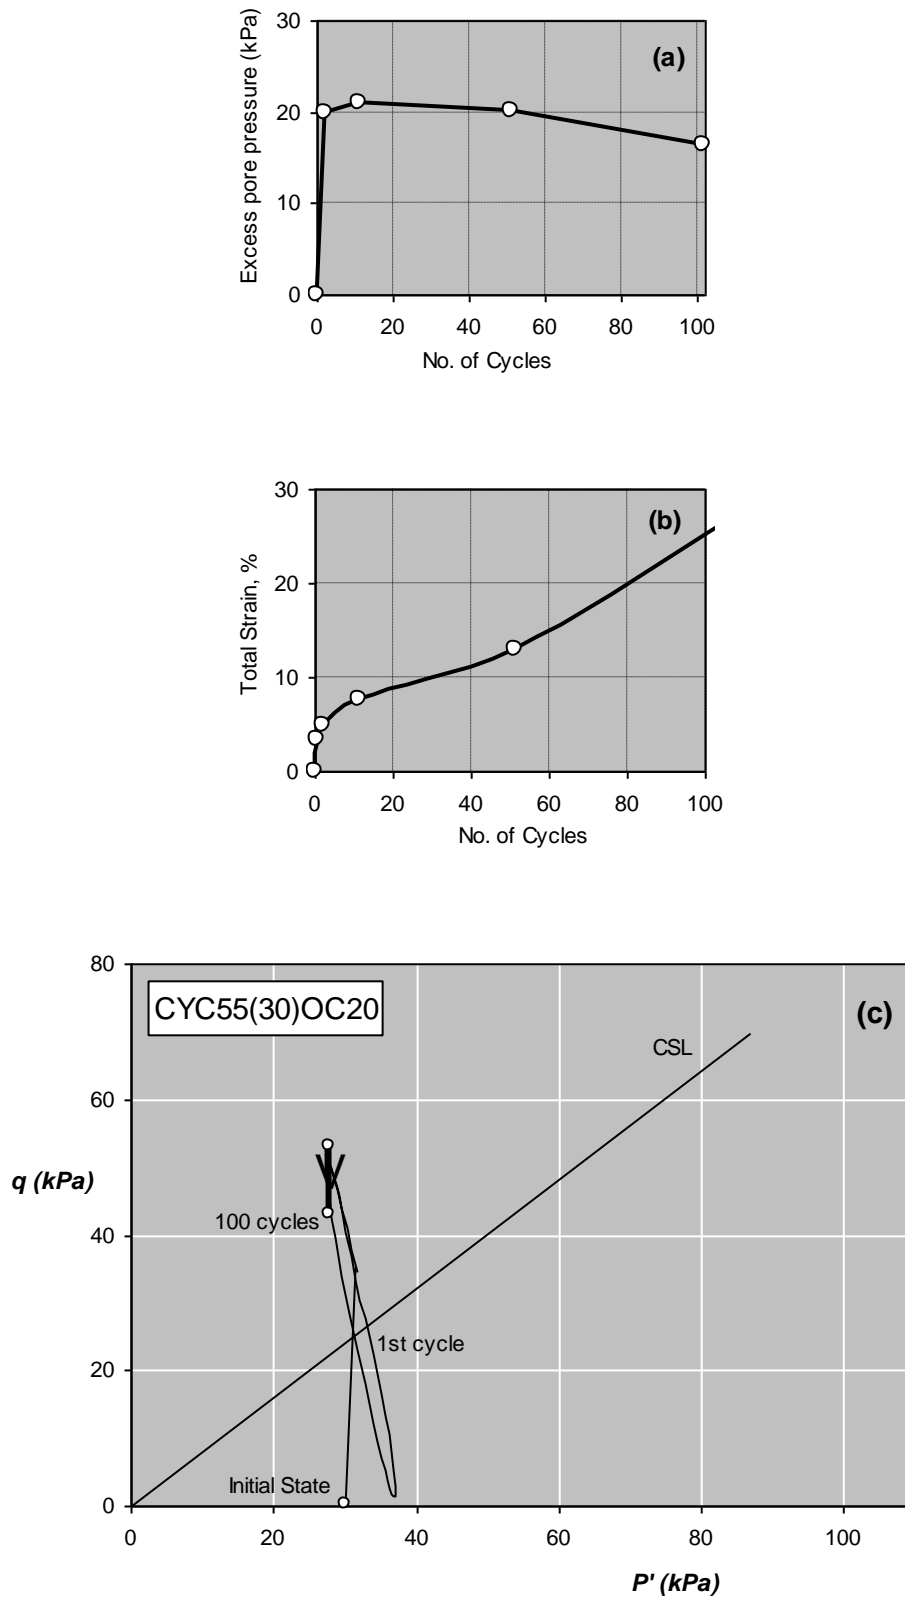 30
(a)
20
10
0
Excess pore pressure (kPa)
0 20 40 60 80 100
No. of Cycles
30
(b)
20
10
0
Total Strain, %
0 20 40 60 80 100
No. of Cycles
80
CYC55(30)OC20
(c)
CSL
60
q (kPa)
100 cycles
40
1st cycle
20
Initial State
0
0 20 40 60 80 100
P' (kPa)